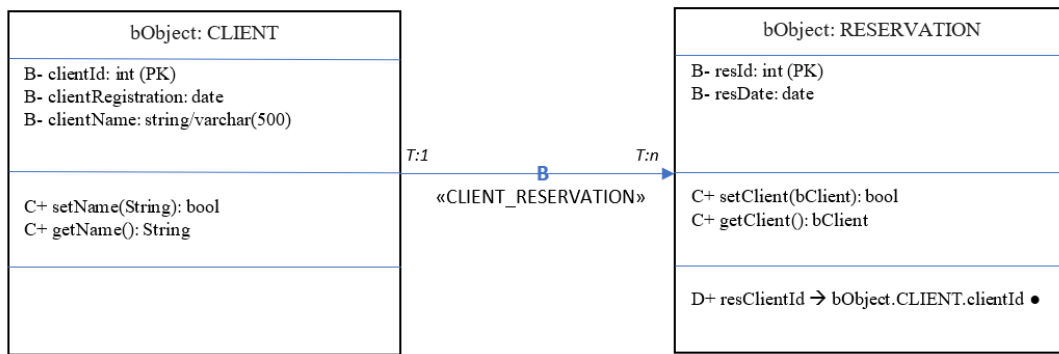 bObject: CLIENT
B- clientId: int (PK)
B- clientRegistration: date
B- clientName: string/varchar(500)
C+ setName(String): bool
C+ getName(): String
T:1
T:n
B
«CLIENT_RESERVATION»
bObject: RESERVATION
B- resId: int (PK)
B- resDate: date
C+ setClient(bClient): bool
C+ getClient(): bClient
D+ resClientId → bObject.CLIENT.clientId ●